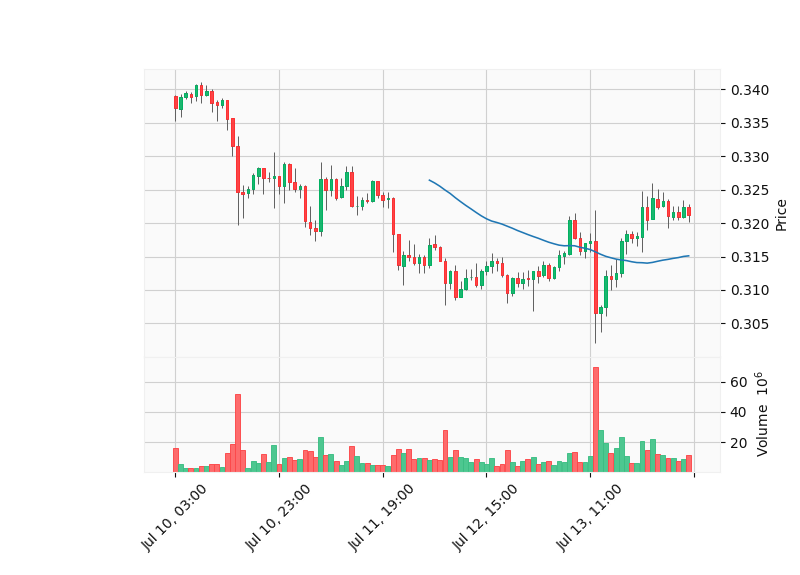 0.340
0.335
0.330
0.325
0.320
0.315
0.310
0.305
Price
60
40
20
Volume 10^6
Jul 10, 03:00
Jul 10, 23:00
Jul 11, 19:00
Jul 12, 15:00
Jul 13, 11:00